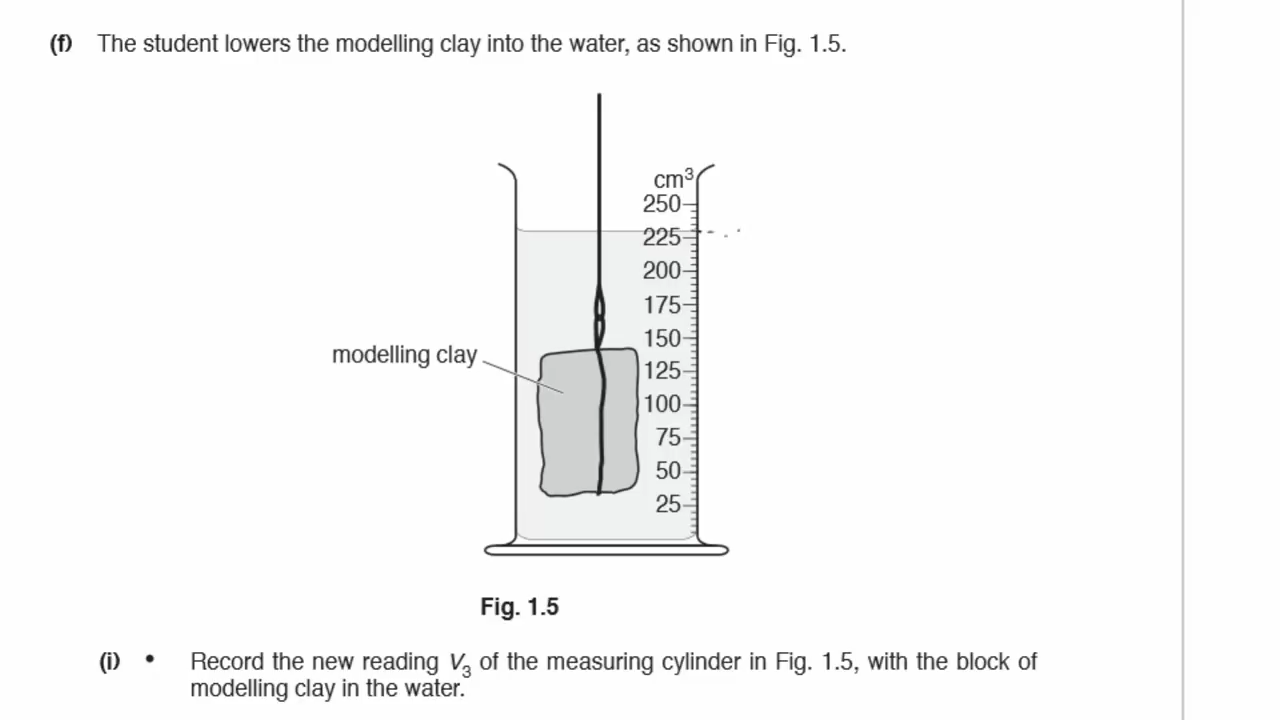 (f) The student lowers the modelling clay into the water, as shown in Fig. 1.5.
cm³
250
225
200
175
modelling clay
150
125
100
75
50
25
Fig. 1.5
(i) • Record the new reading V₃ of the measuring cylinder in Fig. 1.5, with the block of
modelling clay in the water.